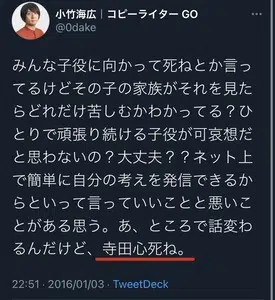 小竹海広｜コピーライター GO
@0dake
みんな子役に向かって死ねとか言っ
てるけどその子の家族がそれを見た
らどれだけ苦しむかわかってる？ひ
とりで頑張り続ける子役が可哀想だ
と思わないの？大丈夫？？ネット上
で簡単に自分の考えを発信できるか
らといって言っていいことと悪いこ
とがある思う。あ、ところで話変わ
るんだけど、寺田心死ね。
22:51 · 2016/01/03 · TweetDeck